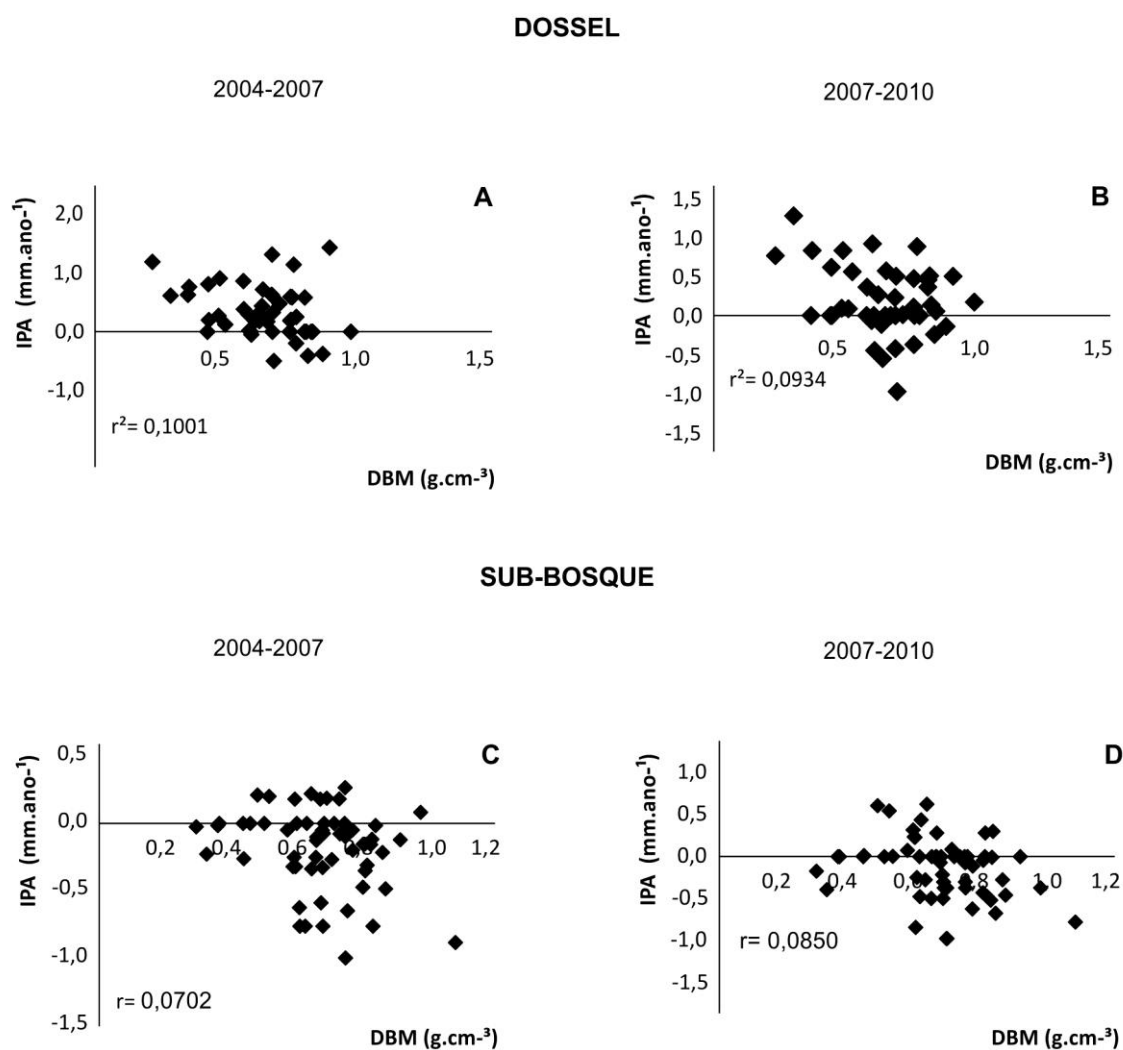 DOSSEL
2004-2007
2007-2010
A
IPA (mm.ano-¹)
2,0
1,0
0,0
-1,0
0,5
1,0
1,5
r²= 0,1001
DBM (g.cm-³)
B
IPA (mm.ano-¹)
1,5
1,0
0,5
0,0
-0,5
-1,0
-1,5
0,5
1,0
1,5
r²= 0,0934
DBM (g.cm-³)
SUB-BOSQUE
2004-2007
2007-2010
C
IPA (mm.ano-¹)
0,5
0,0
-0,5
-1,0
-1,5
0,2
0,4
0,6
0,8
1,0
1,2
r= 0,0702
DBM (g.cm-³)
D
IPA (mm.ano-¹)
1,0
0,5
0,0
-0,5
-1,0
-1,5
0,2
0,4
0,6
0,8
1,0
1,2
r= 0,0850
DBM (g.cm-³)